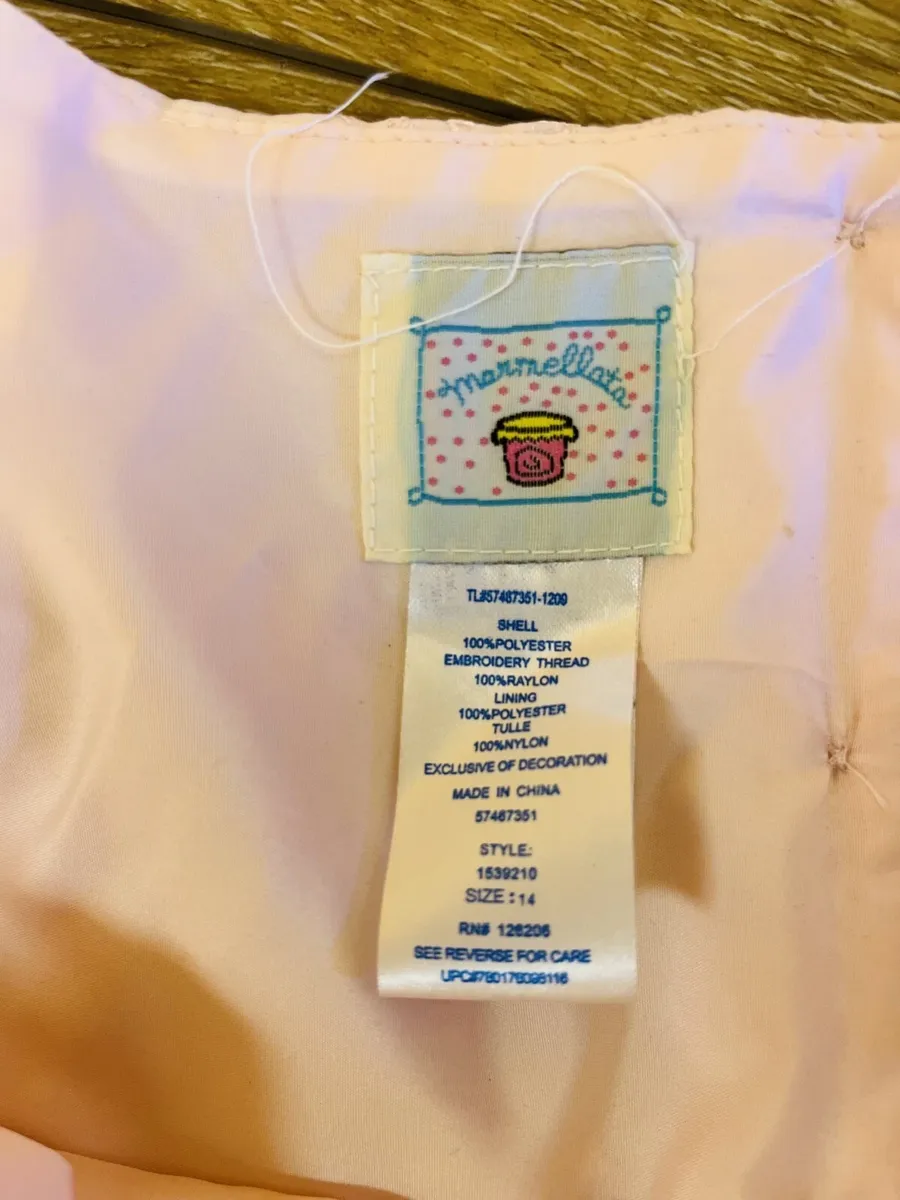 marmellata
TL#57467351-1209
SHELL
100%POLYESTER
EMBROIDERY THREAD
100%RAYLON
LINING
100%POLYESTER
TULLE
100%NYLON
EXCLUSIVE OF DECORATION
MADE IN CHINA
57467351
STYLE:
1539210
SIZE:14
RN# 126206
SEE REVERSE FOR CARE
UPC#780178098116